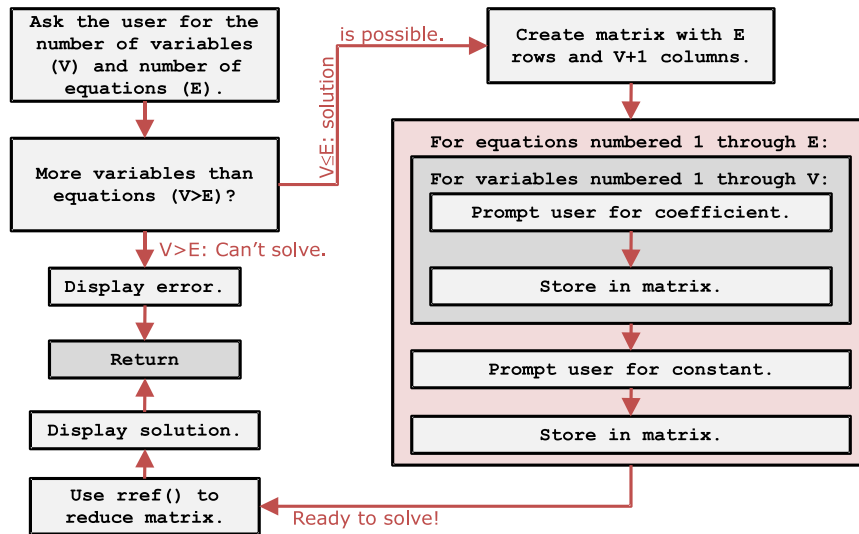 Ask the user for the
number of variables
(V) and number of
equations (E).
More variables than
equations (V>E)?
V>E: Can't solve.
Display error.
Return
Display solution.
Use rref() to
reduce matrix.
V≤E: solution
is possible.
Create matrix with E
rows and V+1 columns.
For equations numbered 1 through E:
For variables numbered 1 through V:
Prompt user for coefficient.
Store in matrix.
Prompt user for constant.
Store in matrix.
Ready to solve!